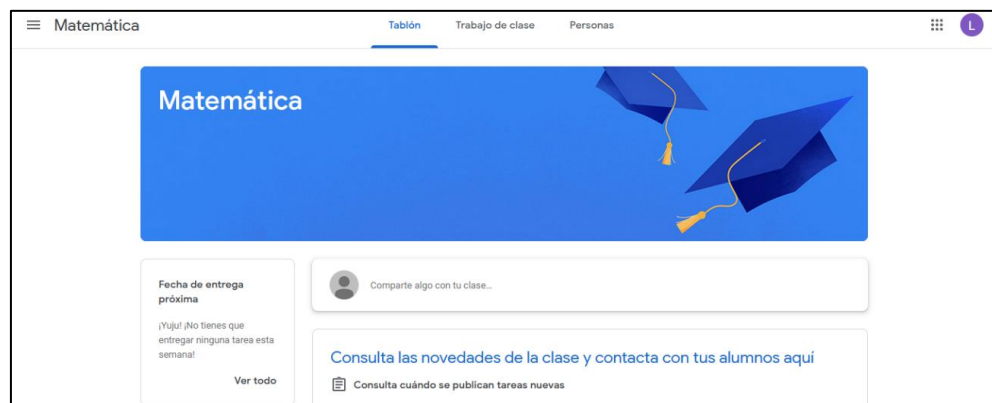 Matemática
Tablón
Trabajo de clase
Personas
L
Matemática
Fecha de entrega
próxima
¡Yuju! ¡No tienes que
entregar ninguna tarea esta
semana!
Ver todo
Comparte algo con tu clase...
Consulta las novedades de la clase y contacta con tus alumnos aquí
Consulta cuándo se publican tareas nuevas